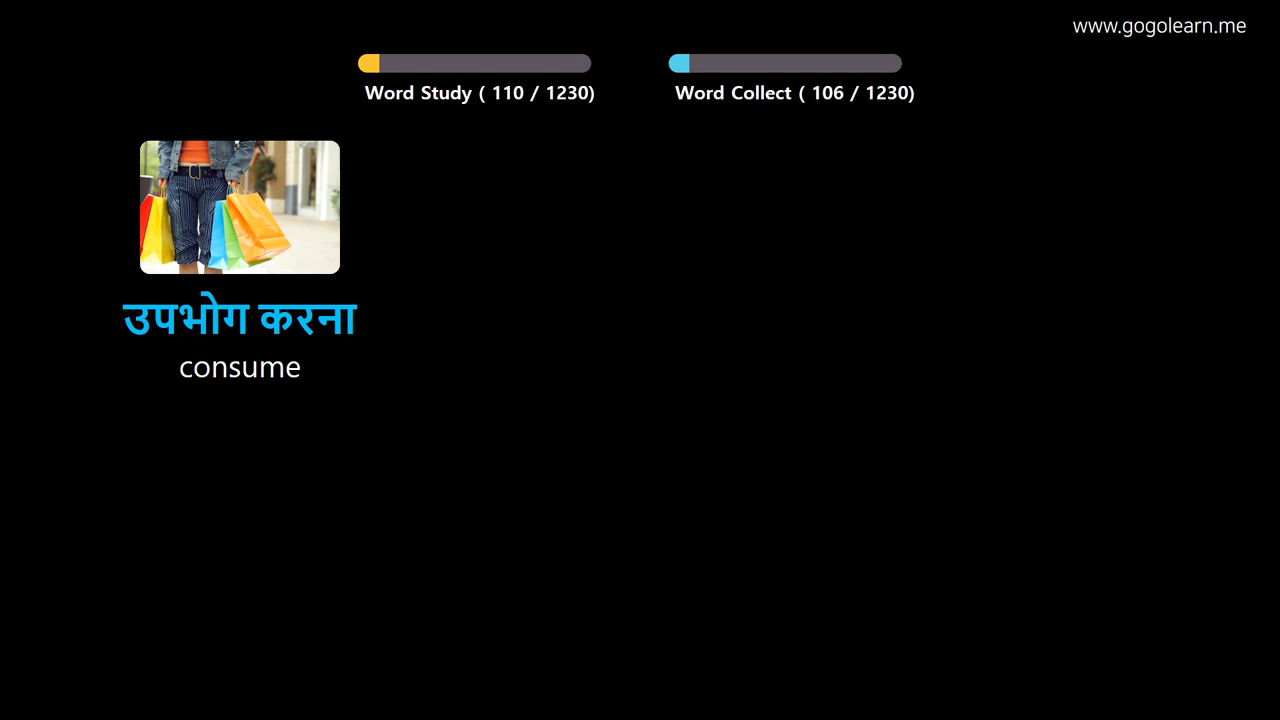 www.gogolearn.me
Word Study ( 110 / 1230)
Word Collect ( 106 / 1230)
उपभोग करना
consume